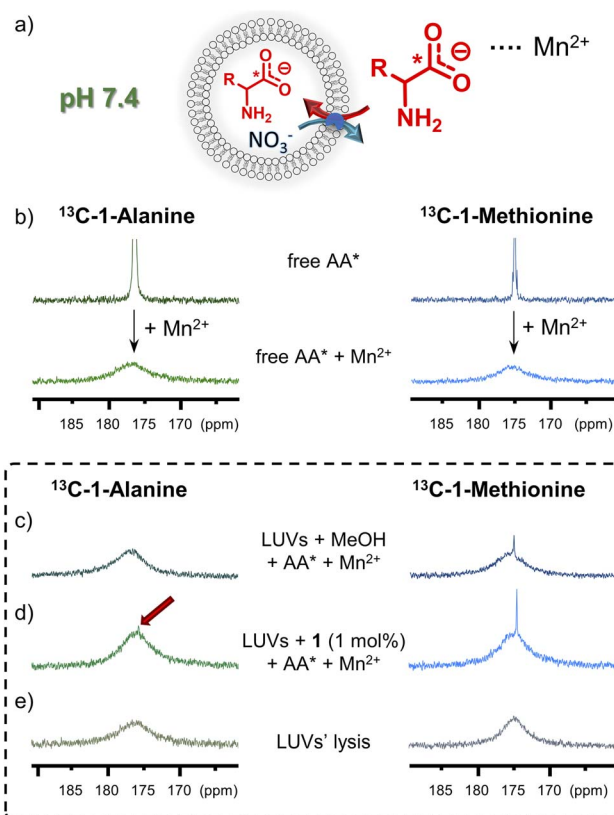 a)
pH 7.4
R
*
O
O
⊖
NH₂
NO₃⁻
R
*
O
O
⊖
NH₂
···· Mn²⁺
b)
¹³C-1-Alanine
¹³C-1-Methionine
free AA*
+ Mn²⁺
+ Mn²⁺
free AA* + Mn²⁺
185 180 175 170 (ppm)
185 180 175 170 (ppm)
¹³C-1-Alanine
¹³C-1-Methionine
c)
LUVs + MeOH
+ AA* + Mn²⁺
d)
LUVs + 1 (1 mol%)
+ AA* + Mn²⁺
e)
LUVs' lysis
185 180 175 170 (ppm)
185 180 175 170 (ppm)